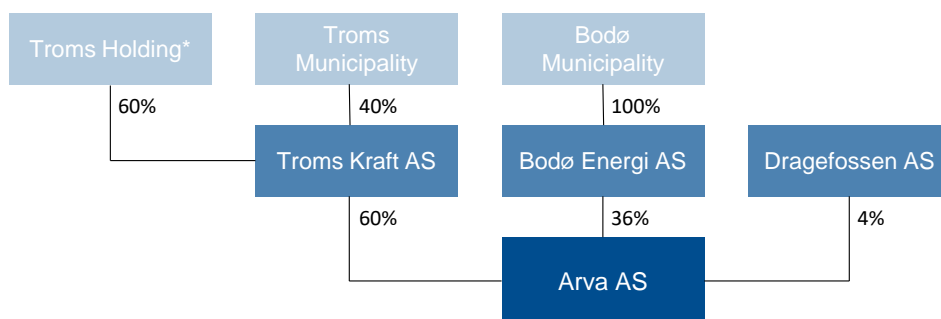 Troms Holding*
Troms
Municipality
Bodø
Municipality
60%
40%
100%
Troms Kraft AS
Bodø Energi AS
Dragefossen AS
60%
36%
4%
Arva AS